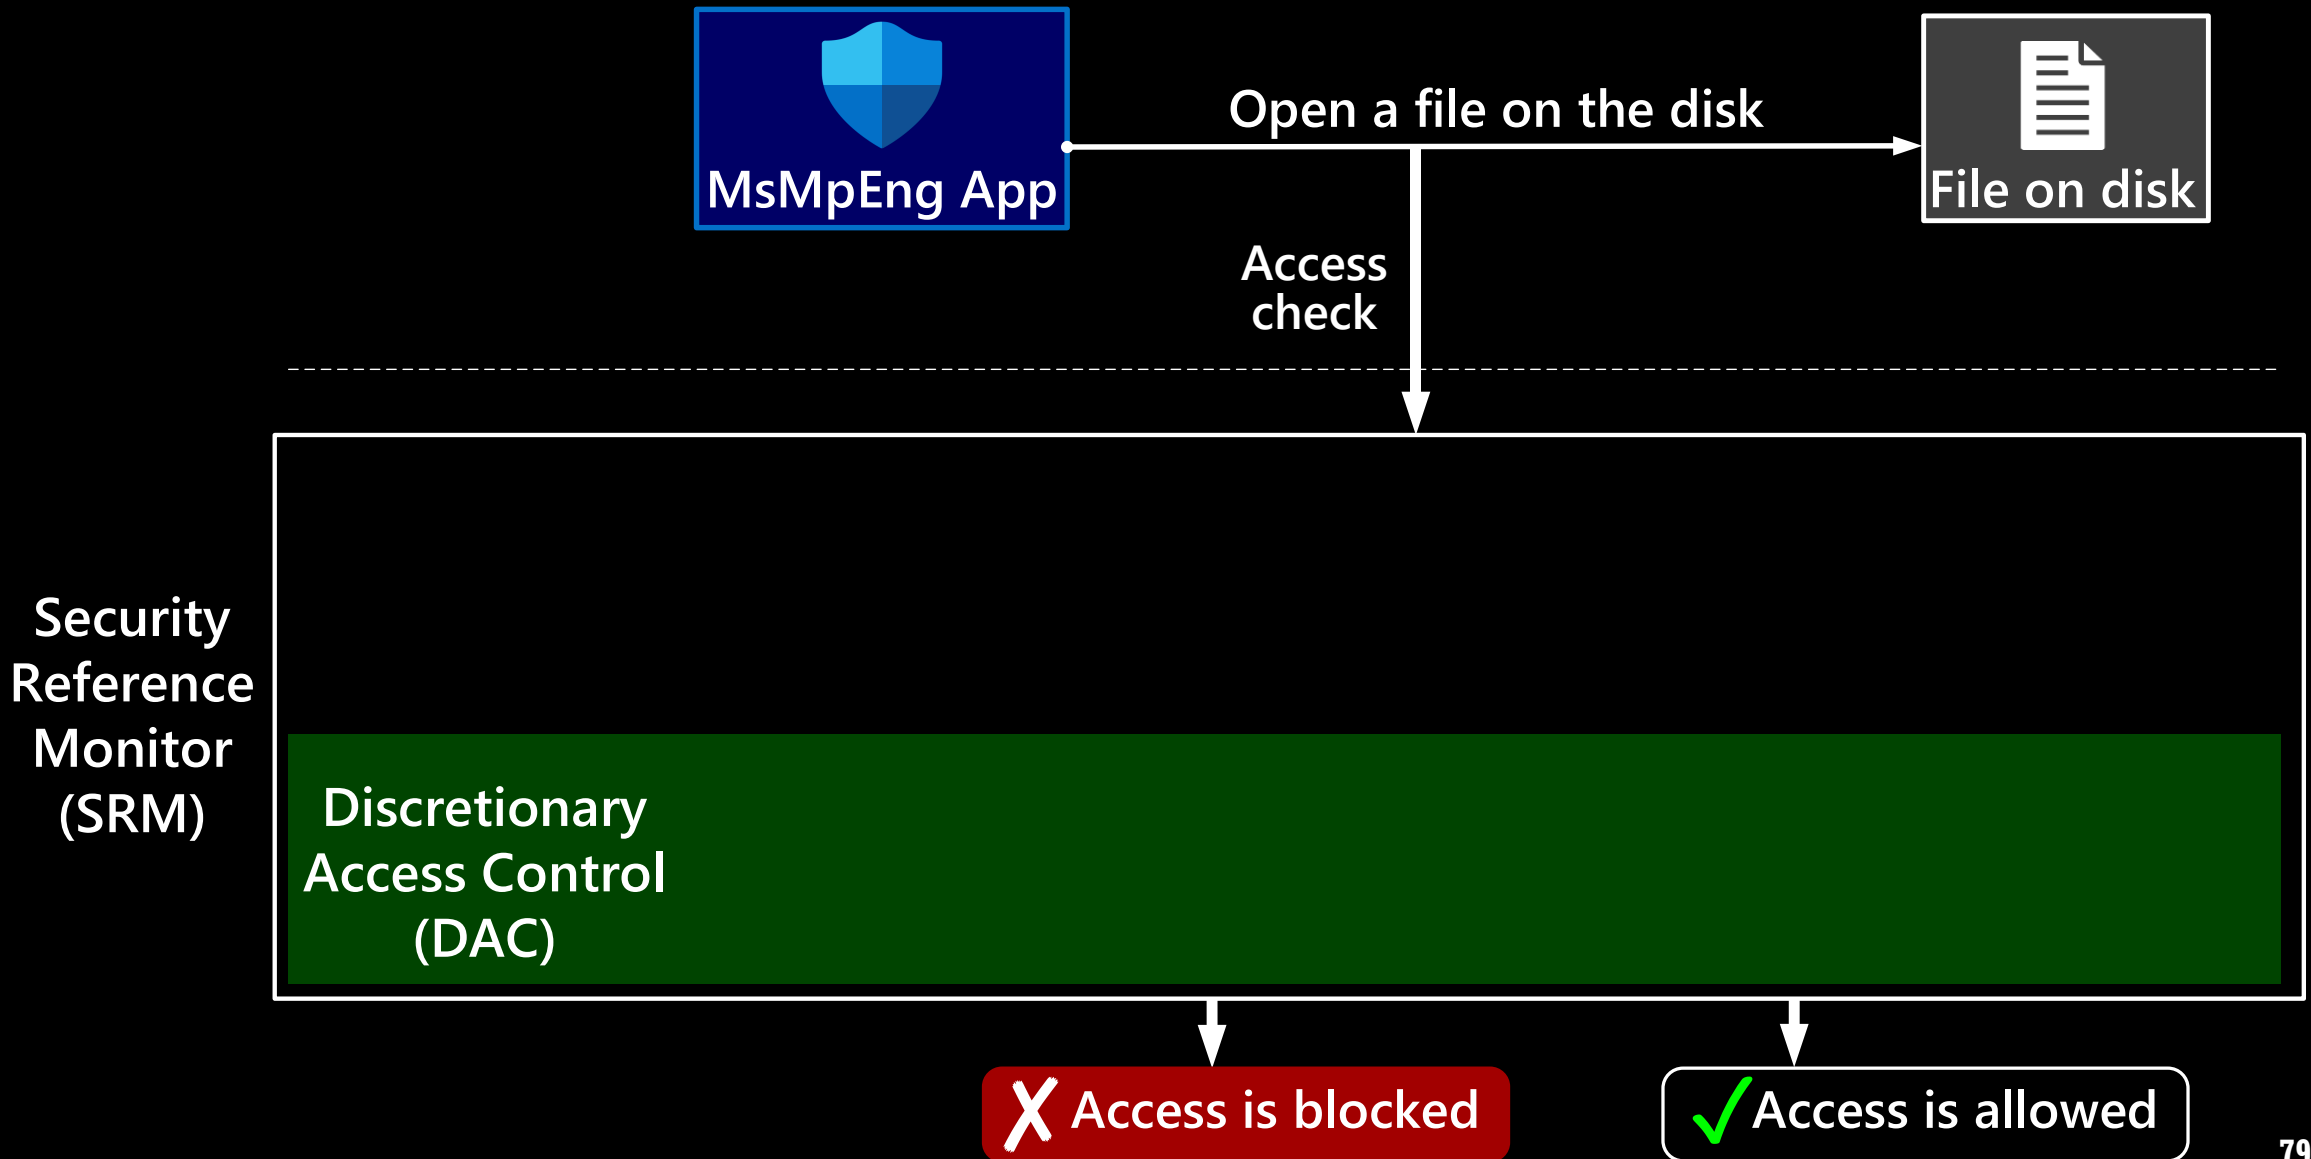 MsMpEng App
Open a file on the disk
File on disk
Access
check
Security
Reference
Monitor
(SRM)
Discretionary
Access Control
(DAC)
Access is blocked
Access is allowed
79